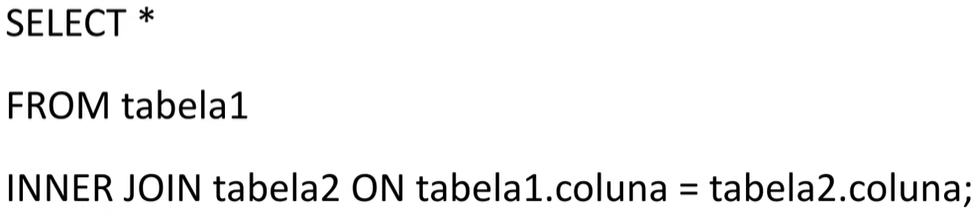 SELECT *
FROM tabela1
INNER JOIN tabela2 ON tabela1.coluna = tabela2.coluna;